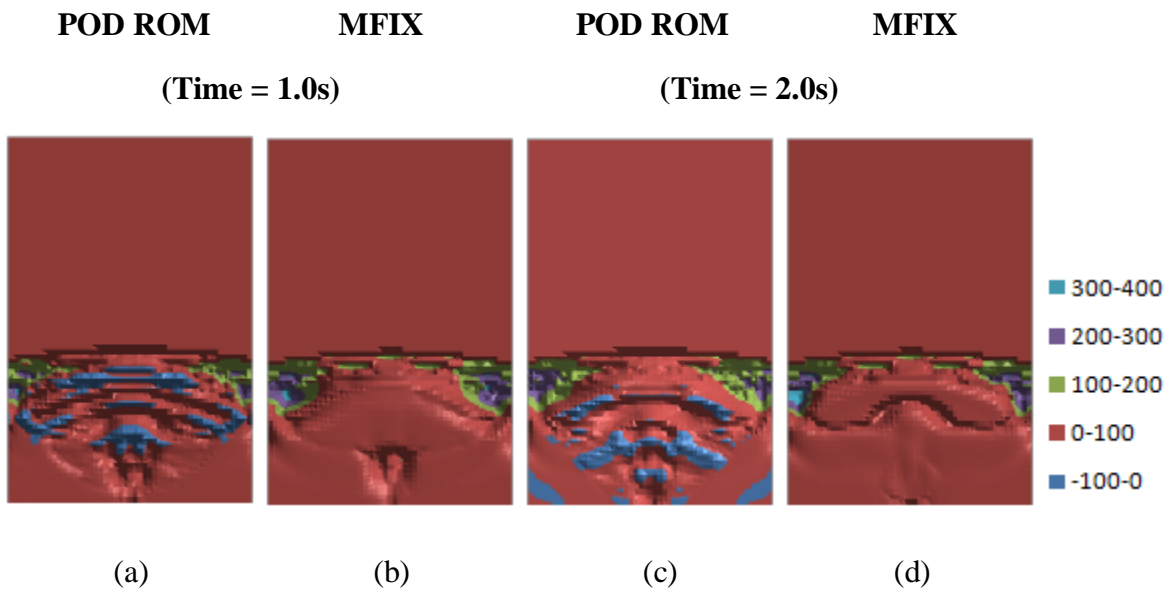 POD ROM MFIX POD ROM MFIX
(Time = 1.0s) (Time = 2.0s)
300-400
200-300
100-200
0-100
-100-0
(a) (b) (c) (d)